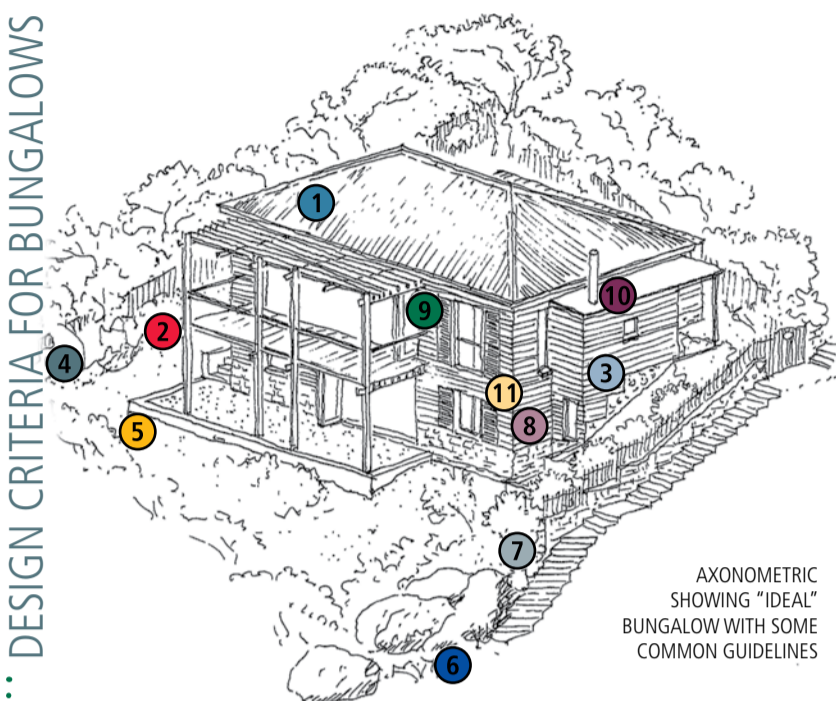 DESIGN CRITERIA FOR BUNGALOWS
1
2
9
10
4
3
11
5
8
7
6
AXONOMETRIC
SHOWING “IDEAL”
BUNGALOW WITH SOME
COMMON GUIDELINES